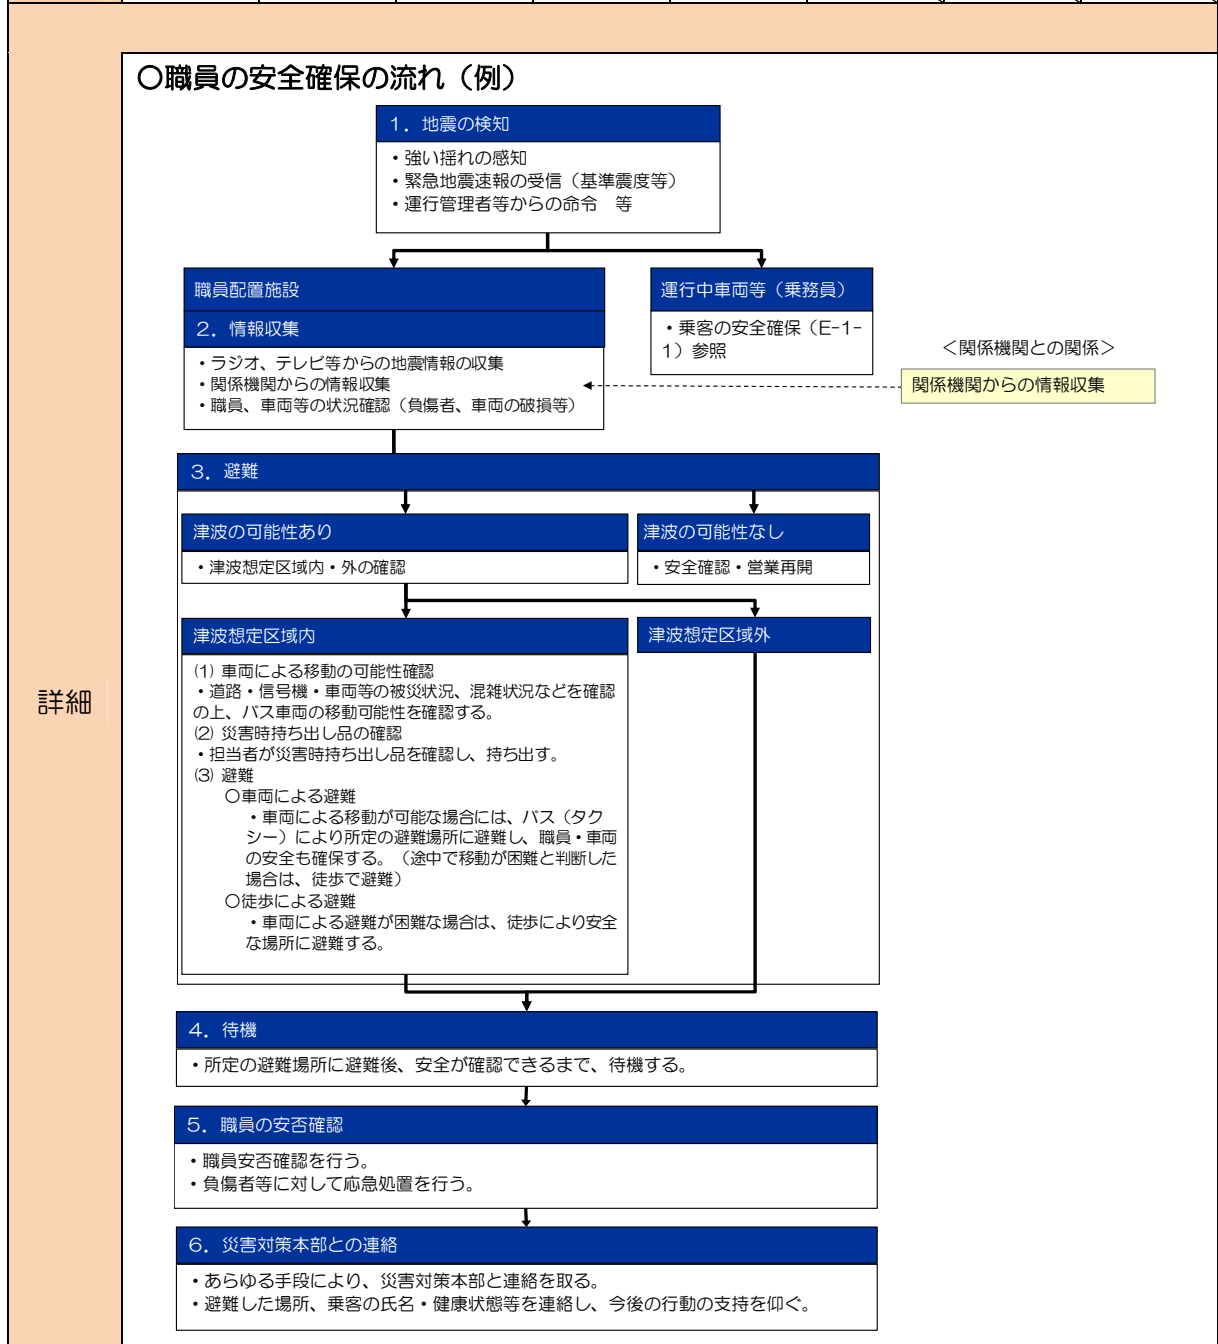 〇職員の安全確保の流れ（例）
１．地震の検知
・強い揺れの感知
・緊急地震速報の受信（基準震度等）
・運行管理者等からの命令　等
職員配置施設
２．情報収集
・ラジオ、テレビ等からの地震情報の収集
・関係機関からの情報収集
・職員、車両等の状況確認（負傷者、車両の破損等）
運行中車両等（乗務員）
・乗客の安全確保（E-1-
1）参照
＜関係機関との関係＞
関係機関からの情報収集
３．避難
津波の可能性あり
・津波想定区域内・外の確認
津波の可能性なし
・安全確認・営業再開
津波想定区域内
⑴ 車両による移動の可能性確認
・道路・信号機・車両等の被災状況、混雑状況などを確認
の上、バス車両の移動可能性を確認する。
⑵ 災害時持ち出し品の確認
・担当者が災害時持ち出し品を確認し、持ち出す。
⑶ 避難
〇車両による避難
・車両による移動が可能な場合には、バス（タク
シー）により所定の避難場所に避難し、職員・車両
の安全も確保する。（途中で移動が困難と判断した
場合は、徒歩で避難）
〇徒歩による避難
・車両による避難が困難な場合は、徒歩により安全
な場所に避難する。
津波想定区域外
詳細
４．待機
・所定の避難場所に避難後、安全が確認できるまで、待機する。
５．職員の安否確認
・職員安否確認を行う。
・負傷者等に対して応急処置を行う。
６．災害対策本部との連絡
・あらゆる手段により、災害対策本部と連絡を取る。
・避難した場所、乗客の氏名・健康状態等を連絡し、今後の行動の支持を仰ぐ。